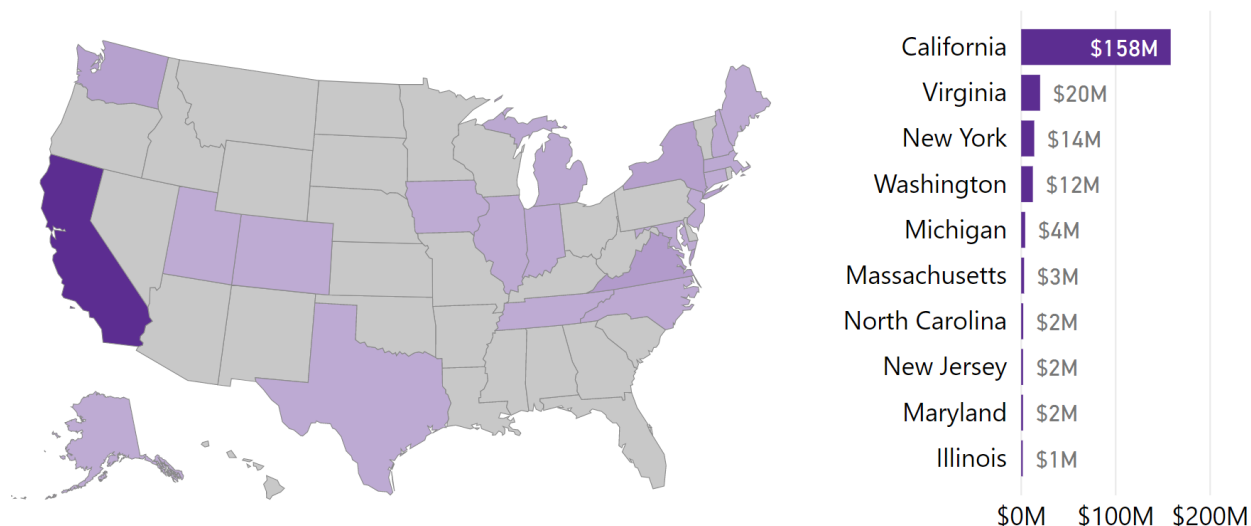 California $158M
Virginia $20M
New York $14M
Washington $12M
Michigan $4M
Massachusetts $3M
North Carolina $2M
New Jersey $2M
Maryland $2M
Illinois $1M
$0M $100M $200M